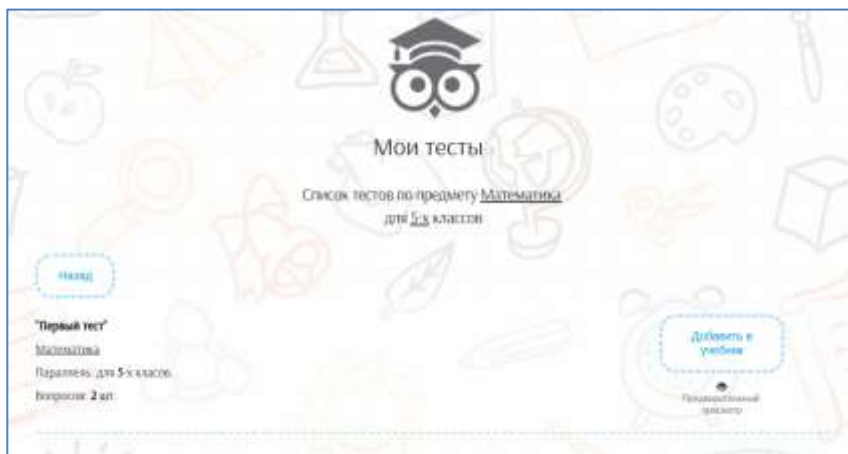 Мои тесты
Список тестов по предмету Математика
для 5-х классов
Назад
"Первый тест"
Математика
Параллель: для 5-х класов.
Вопросов: 2 шт.
Добавить в
учебник
Предварительный
просмотр